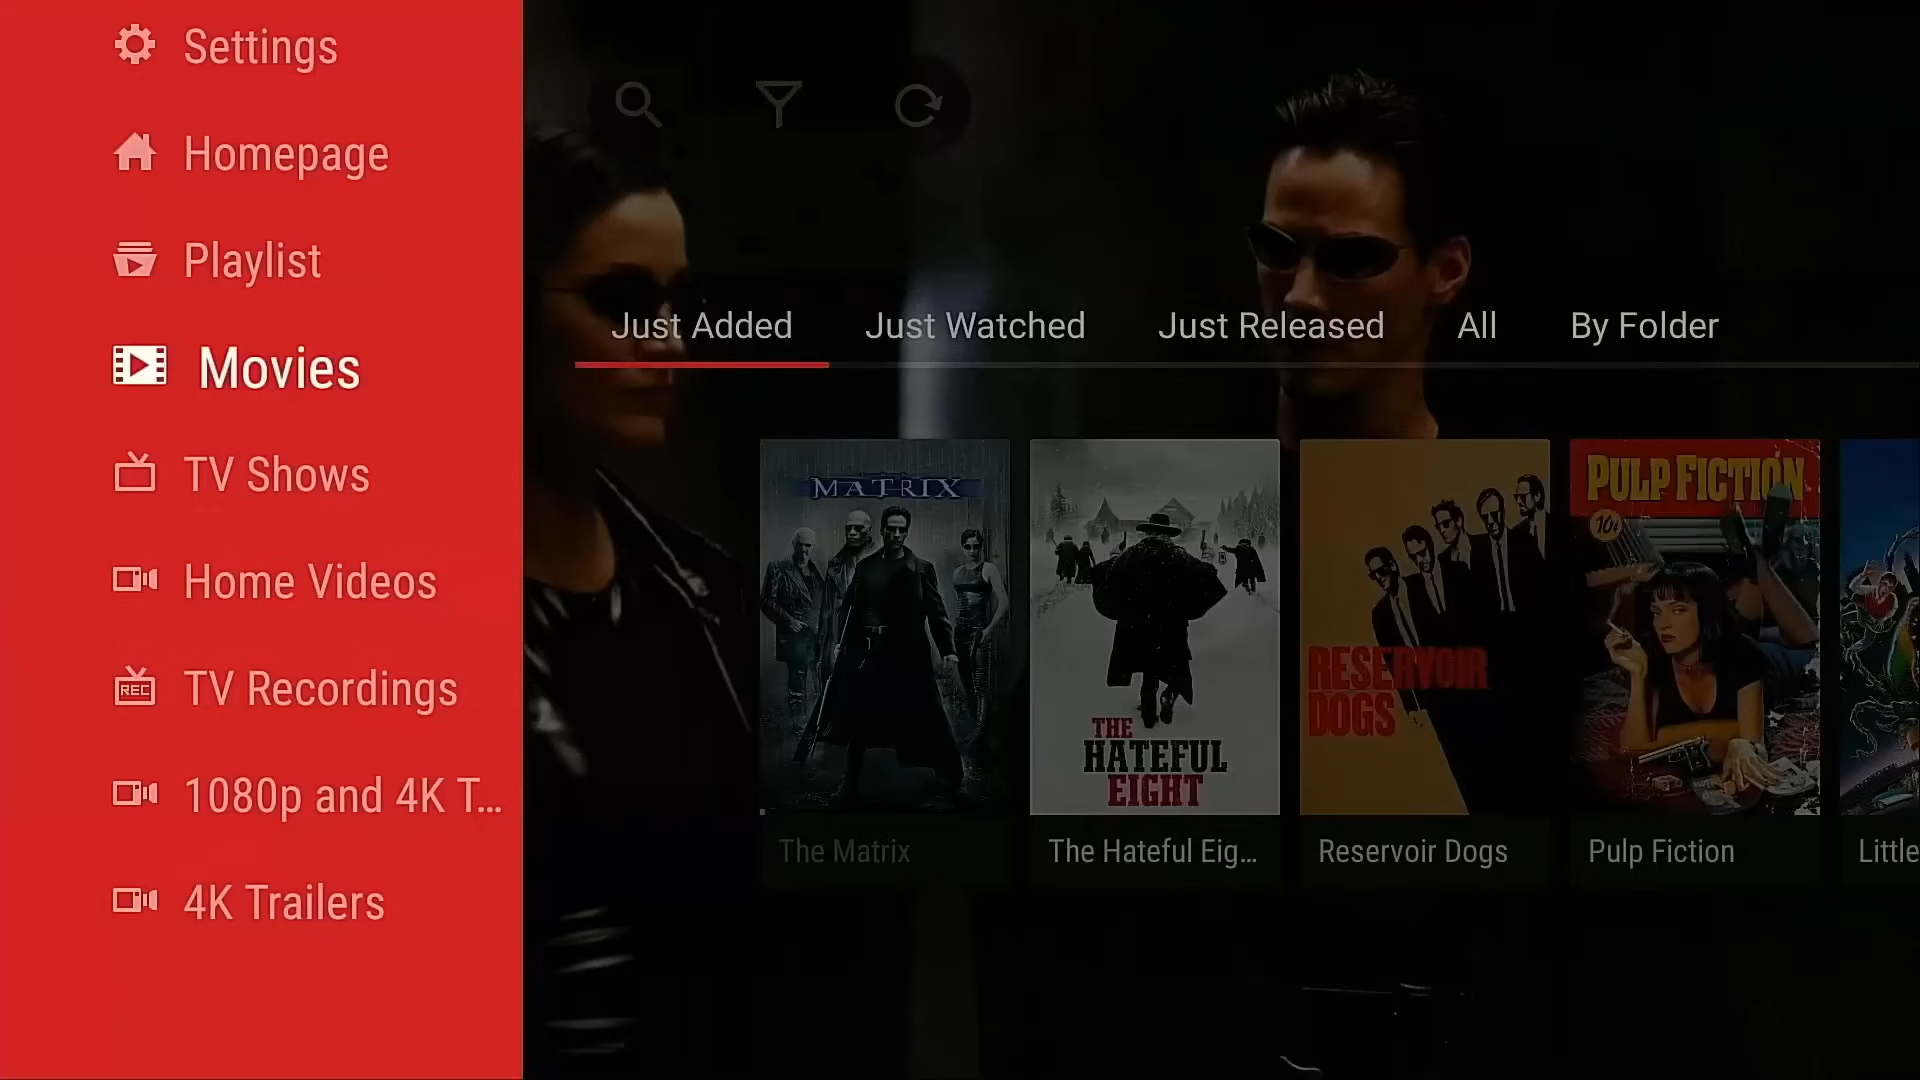 Settings
Homepage
Playlist
Movies
TV Shows
Home Videos
REC
TV Recordings
1080p and 4K T...
4K Trailers
Just Added
Just Watched
Just Released
All
By Folder
MATRIX
THE
HATEFUL
EIGHT
RESERVOIR
DOGS
PULP FICTION
10¢
The Matrix
The Hateful Eig...
Reservoir Dogs
Pulp Fiction
Little